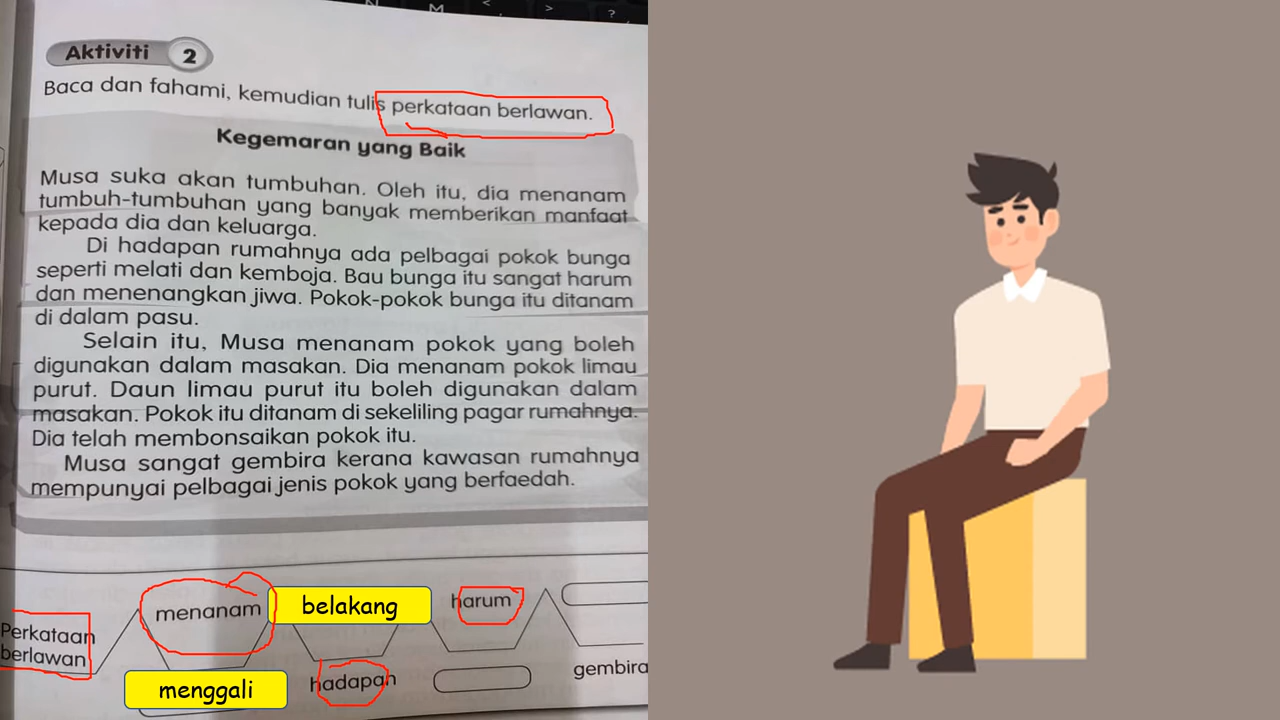 Aktiviti 2
Baca dan fahami, kemudian tulis perkataan berlawan.
Kegemaran yang Baik
Musa suka akan tumbuhan. Oleh itu, dia menanam
tumbuh-tumbuhan yang banyak memberikan manfaat
kepada dia dan keluarga.
Di hadapan rumahnya ada pelbagai pokok bunga
seperti melati dan kemboja. Bau bunga itu sangat harum
dan menenangkan jiwa. Pokok-pokok bunga itu ditanam
di dalam pasu.
Selain itu, Musa menanam pokok yang boleh
digunakan dalam masakan. Dia menanam pokok limau
purut. Daun limau purut itu boleh digunakan dalam
masakan. Pokok itu ditanam di sekeliling pagar rumahnya.
Dia telah membonsaikan pokok itu.
Musa sangat gembira kerana kawasan rumahnya
mempunyai pelbagai jenis pokok yang berfaedah.
menanam belakang harum
Perkataan
berlawan
menggali hadapan gembira